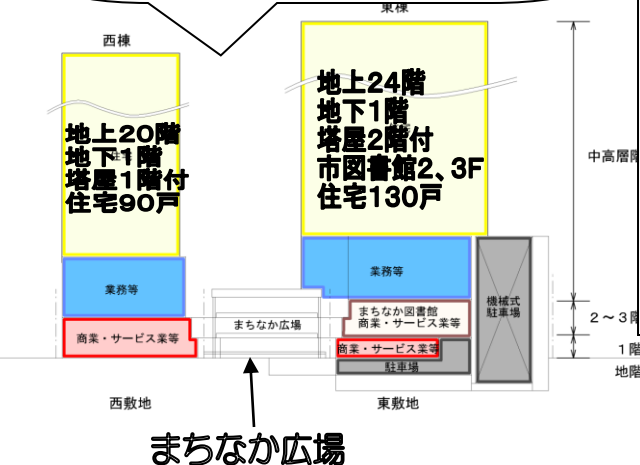 東棟
西棟
地上20階
地下1階
塔屋1階付
住宅90戸
地上24階
地下1階
塔屋2階付
市図書館2、3F
住宅130戸
中高層階
業務等
業務等
機械式
駐車場
まちなか図書館
商業・サービス業等
2～3階
まちなか広場
商業・サービス業等
商業・サービス業等
1階
駐車場
地階
西敷地
東敷地
まちなか広場